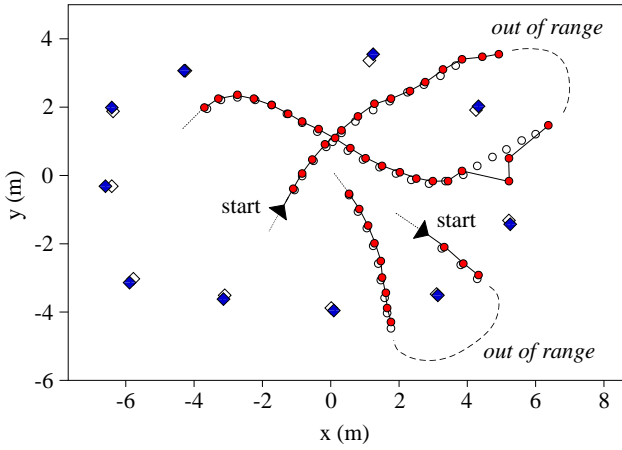 out of range
4
2
0
-2
-4
-6
y (m)
start
start
out of range
-6 -4 -2 0 2 4 6 8
x (m)